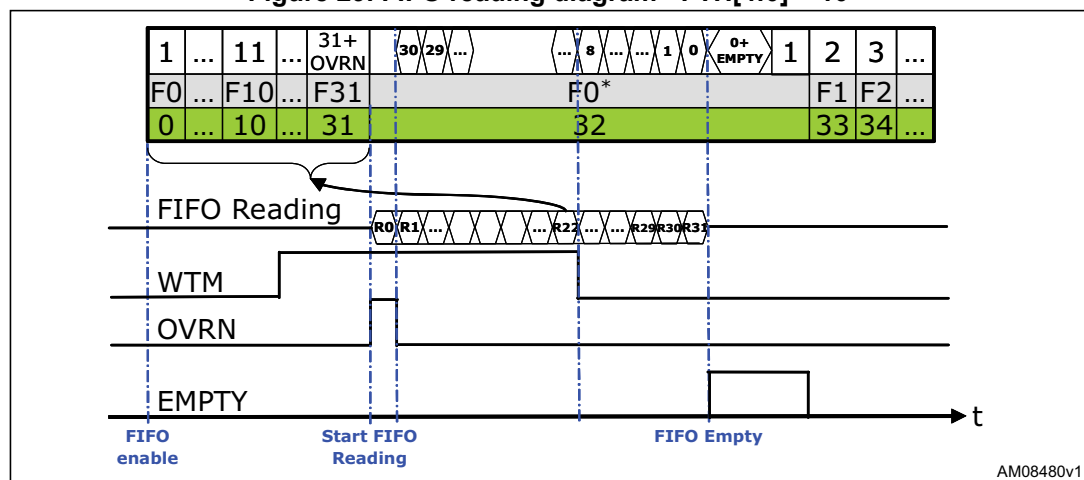 1 ... 11 ... 31+ OVRN 30 29 ... ... 8 ... ... 1 0 0+ EMPTY 1 2 3 ...
F0 ... F10 ... F31 F0* F1 F2 ...
0 ... 10 ... 31 32 33 34 ...
FIFO Reading
R0 R1 ... ... R22 ... ... R29 R30 R31
WTM
OVRN
EMPTY
t
FIFO enable
Start FIFO Reading
FIFO Empty
AM08480v1